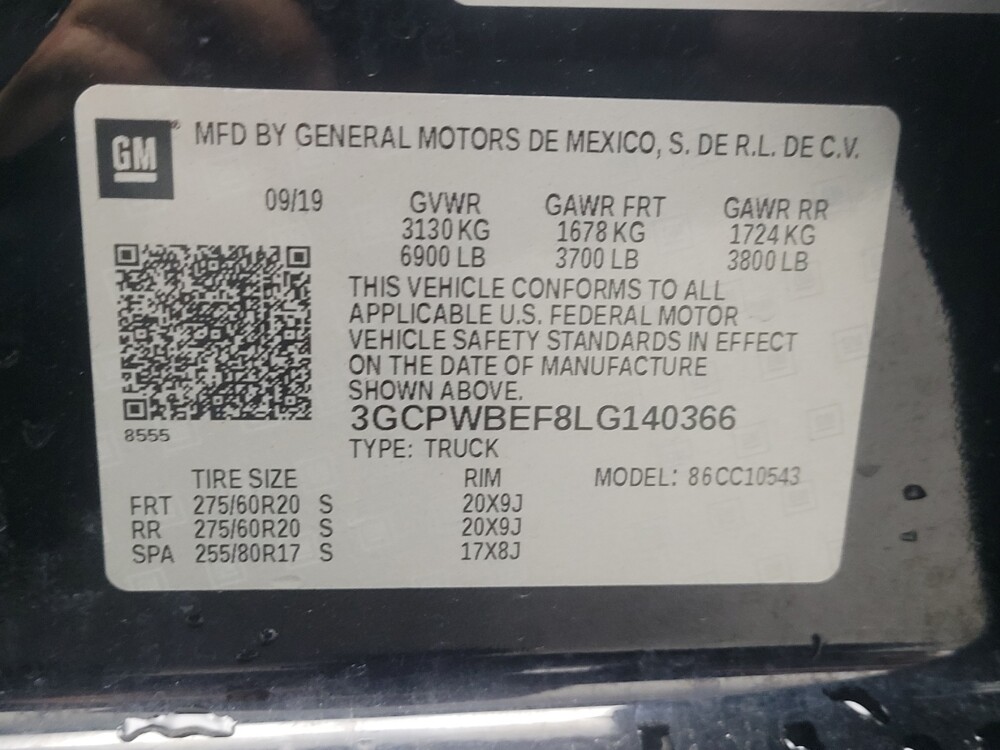 GM® MFD BY GENERAL MOTORS DE MEXICO, S. DE R.L. DE C.V.
09/19 GVWR GAWR FRT GAWR RR
3130 KG 1678 KG 1724 KG
6900 LB 3700 LB 3800 LB
THIS VEHICLE CONFORMS TO ALL
APPLICABLE U.S. FEDERAL MOTOR
VEHICLE SAFETY STANDARDS IN EFFECT
ON THE DATE OF MANUFACTURE
SHOWN ABOVE.
3GCPWBEF8LG140366
8555
TYPE: TRUCK
TIRE SIZE RIM MODEL: 86CC10543
FRT 275/60R20 S 20X9J
RR 275/60R20 S 20X9J
SPA 255/80R17 S 17X8J